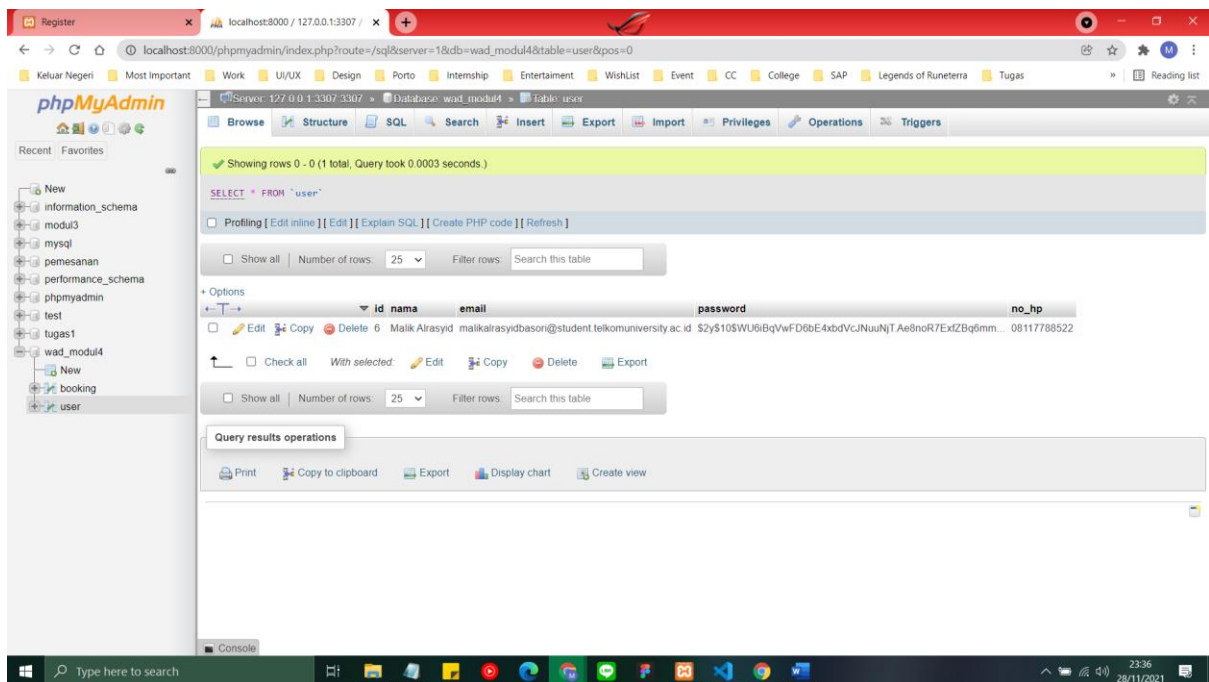 Register
localhost:8000 / 127.0.0.1:3307 /
localhost:8000/phpmyadmin/index.php?route=/sql&server=1&db=wad_modul4&table=user&pos=0
M
Keluar Negeri Most Important Work UI/UX Design Porto Internship Entertaiment WishList Event CC College SAP Legends of Runeterra Tugas » Reading list
phpMyAdmin
Recent Favorites
New
information_schema
modul3
mysql
pemesanan
performance_schema
phpmyadmin
test
tugas1
wad_modul4
New
booking
user
Server: 127.0.0.1:3307:3307 » Database: wad_modul4 » Table: user
Browse Structure SQL Search Insert Export Import Privileges Operations Triggers
Showing rows 0 - 0 (1 total, Query took 0.0003 seconds.)
SELECT * FROM `user`
Profiling [ Edit inline ] [ Edit ] [ Explain SQL ] [ Create PHP code ] [ Refresh ]
Show all | Number of rows: 25 Filter rows: Search this table
+ Options
←T→ id nama email password no_hp
Edit Copy Delete 6 Malik Alrasyid malikalrasyidbasori@student.telkomuniversity.ac.id $2y$10$WU6iBqVwFD6bE4xbdVcJNuuNjT.Ae8noR7ExfZBq6mm... 08117788522
Check all With selected: Edit Copy Delete Export
Show all | Number of rows: 25 Filter rows: Search this table
Query results operations
Print Copy to clipboard Export Display chart Create view
Console
Type here to search
23:36
28/11/2021